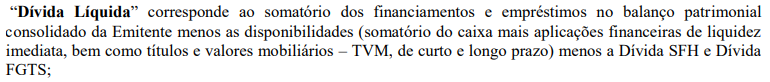 “Dívida Líquida” corresponde ao somatório dos financiamentos e empréstimos no balanço patrimonial
consolidado da Emitente menos as disponibilidades (somatório do caixa mais aplicações financeiras de liquidez
imediata, bem como títulos e valores mobiliários – TVM, de curto e longo prazo) menos a Dívida SFH e Dívida
FGTS;